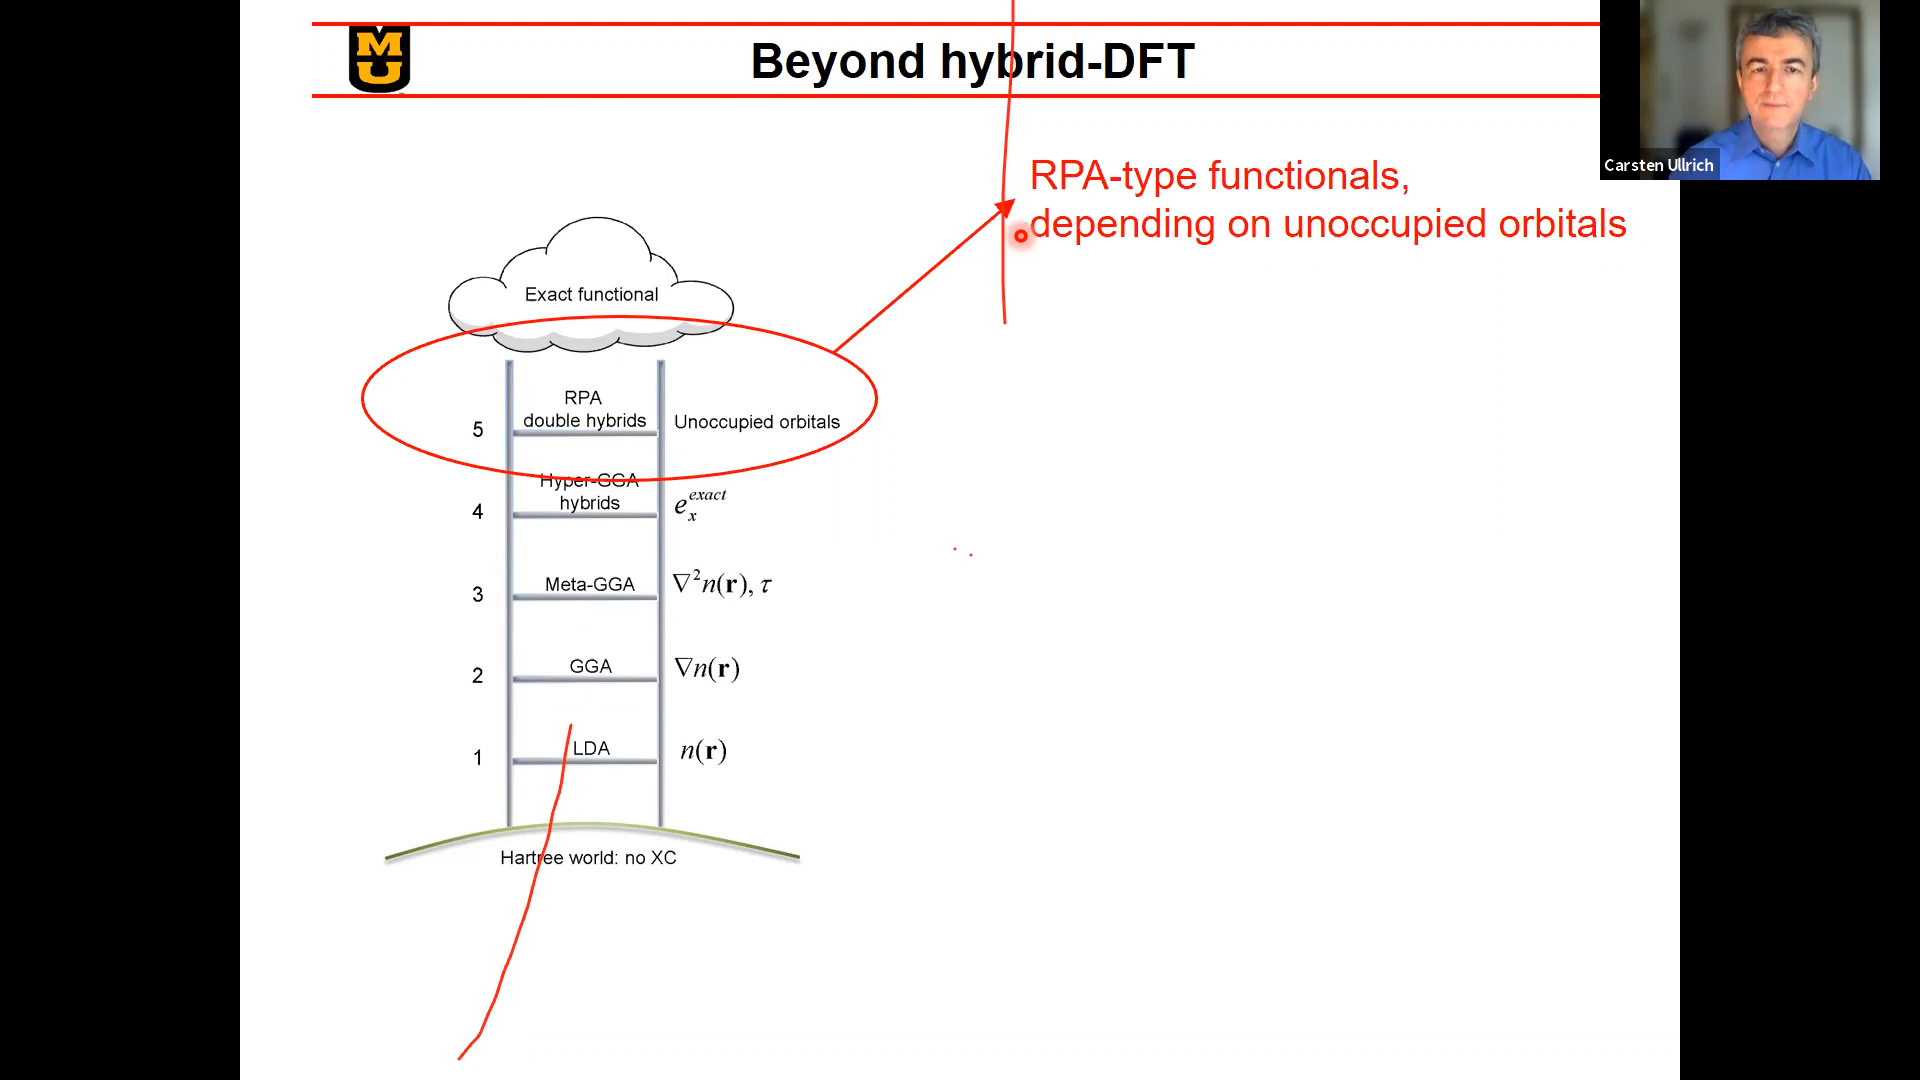 MU
Beyond hybrid-DFT
Carsten Ullrich
RPA-type functionals,
depending on unoccupied orbitals
Exact functional
RPA
double hybrids
5
Unoccupied orbitals
Hyper-GGA
hybrids
4
e_x^{exact}
3
Meta-GGA
∇²n(r), τ
2
GGA
∇n(r)
1
LDA
n(r)
Hartree world: no XC